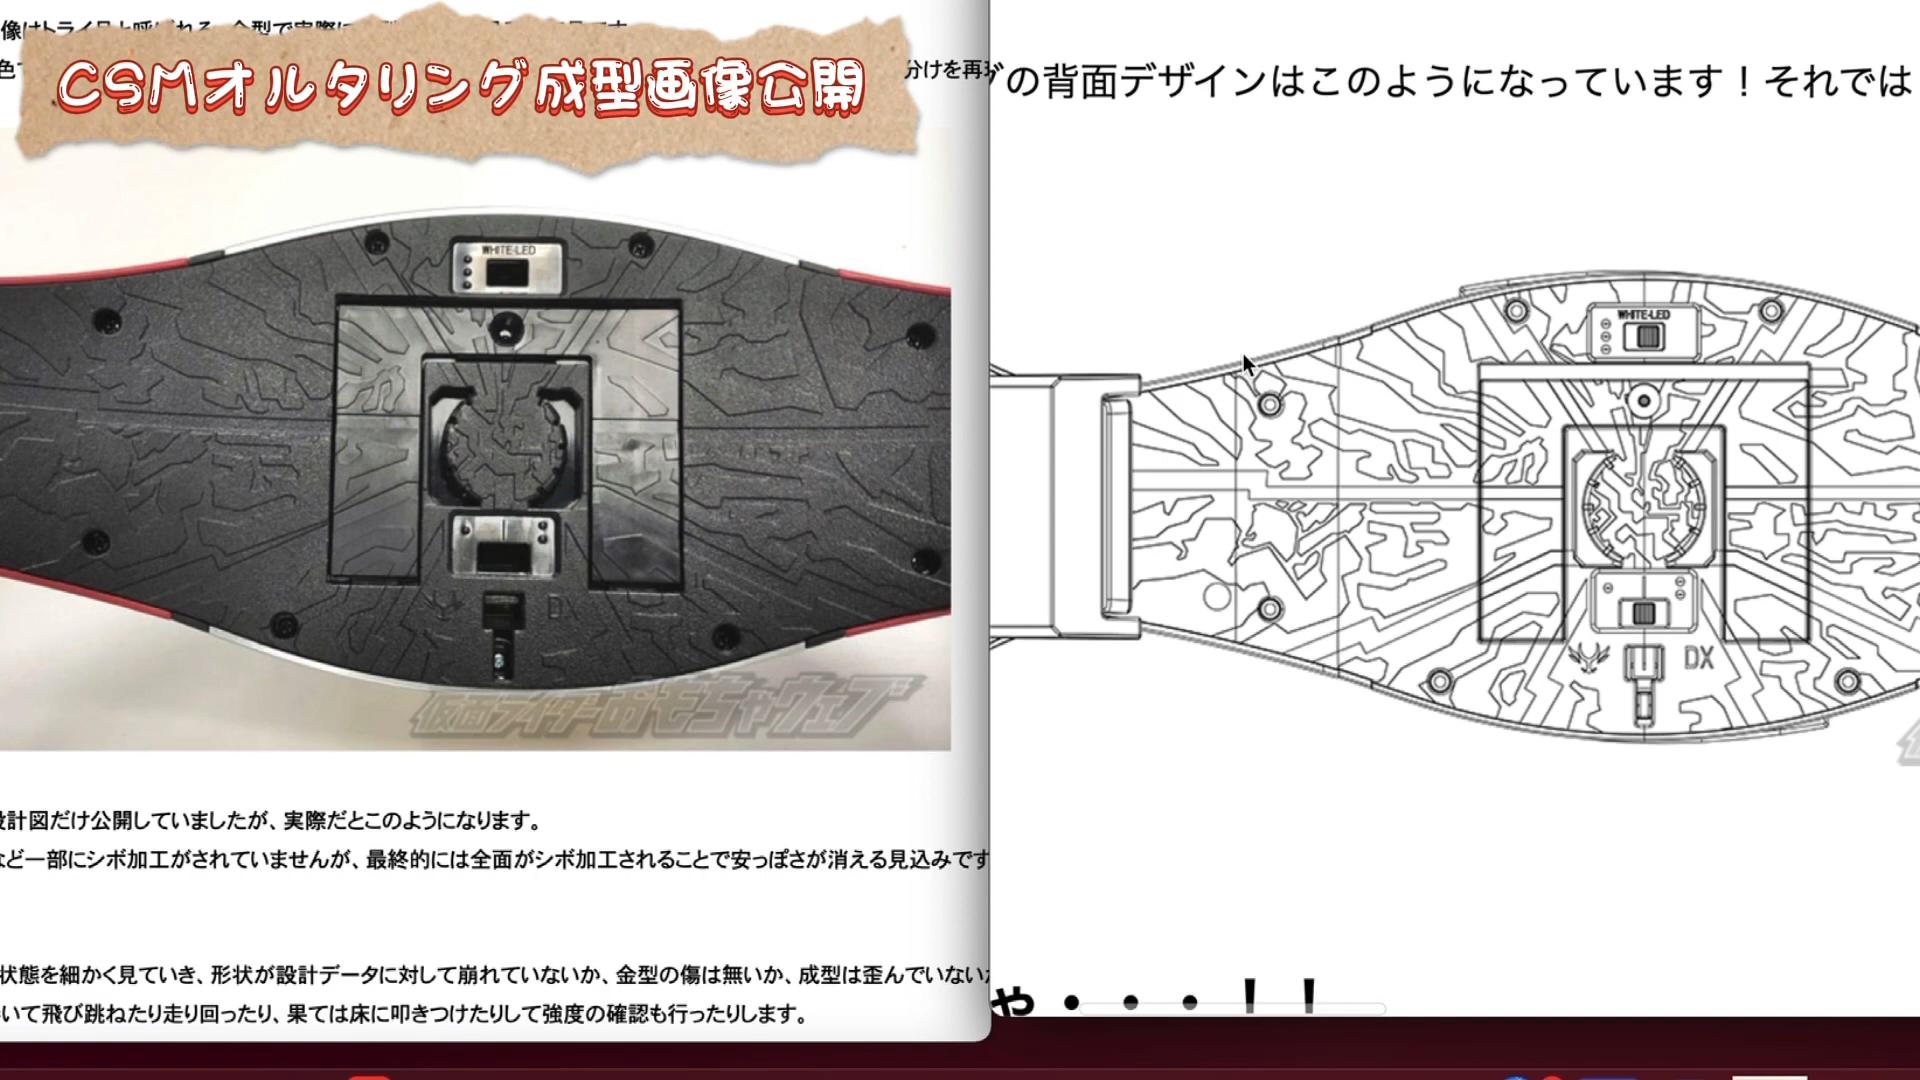 CSMオルタリング成型画像公開
分けを再現
WHITE-LED
DX
仮面ライダーおもちゃウェブ
設計図だけ公開していましたが、実際だとこのようになります。
など一部にシボ加工がされていませんが、最終的には全面がシボ加工されることで安っぽさが消える見込みです
状態を細かく見ていき、形状が設計データに対して崩れていないか、金型の傷は無いか、成型は歪んでいない
いて飛び跳ねたり走り回ったり、果ては床に叩きつけたりして強度の確認も行ったりします。
の背面デザインはこのようになっています！それでは
WHITE-LED
DX
や・・・！！